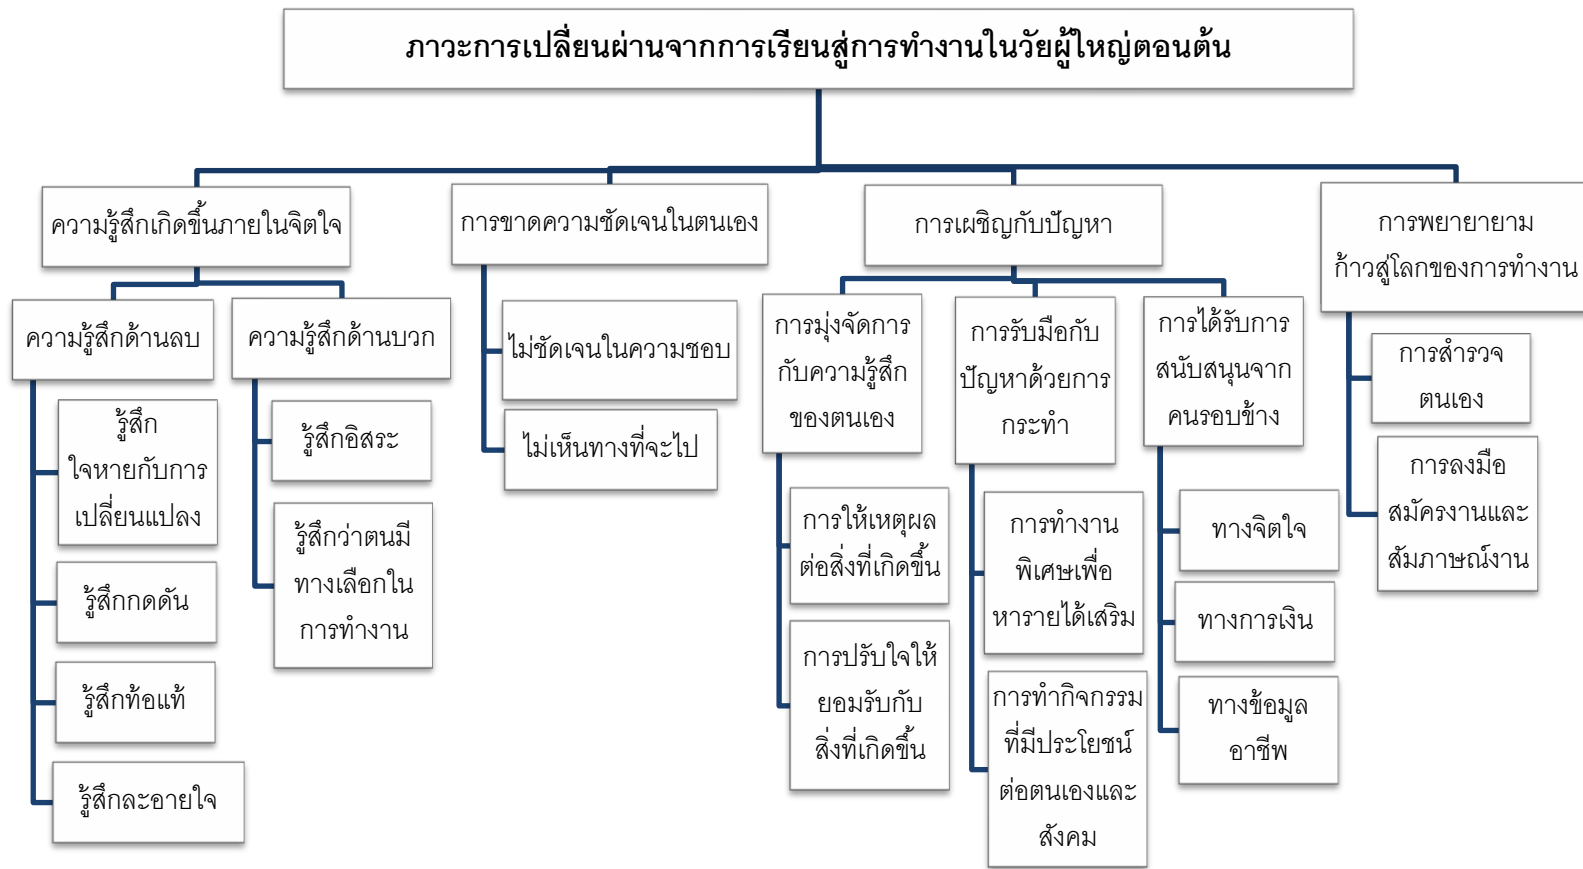 ภาวะการเปลี่ยนผ่านจากการเรียนสู่การทำงานในวัยผู้ใหญ่ตอนต้น
ความรู้สึกเกิดขึ้นภายในจิตใจ
ความรู้สึกด้านลบ
รู้สึก
ใจหายกับการ
เปลี่ยนแปลง
รู้สึกกดดัน
รู้สึกท้อแท้
รู้สึกละอายใจ
ความรู้สึกด้านบวก
รู้สึกอิสระ
รู้สึกว่าตนมี
ทางเลือกใน
การทำงาน
การขาดความชัดเจนในตนเอง
ไม่ชัดเจนในความชอบ
ไม่เห็นทางที่จะไป
การเผชิญกับปัญหา
การมุ่งจัดการ
กับความรู้สึก
ของตนเอง
การให้เหตุผล
ต่อสิ่งที่เกิดขึ้น
การปรับใจให้
ยอมรับกับ
สิ่งที่เกิดขึ้น
การรับมือกับ
ปัญหาด้วยการ
กระทำ
การทำงาน
พิเศษเพื่อ
หารายได้เสริม
การทำกิจกรรม
ที่มีประโยชน์
ต่อตนเองและ
สังคม
การได้รับการ
สนับสนุนจาก
คนรอบข้าง
ทางจิตใจ
ทางการเงิน
ทางข้อมูล
อาชีพ
การพยายายาม
ก้าวสู่โลกของการทำงาน
การสำรวจ
ตนเอง
การลงมือ
สมัครงานและ
สัมภาษณ์งาน